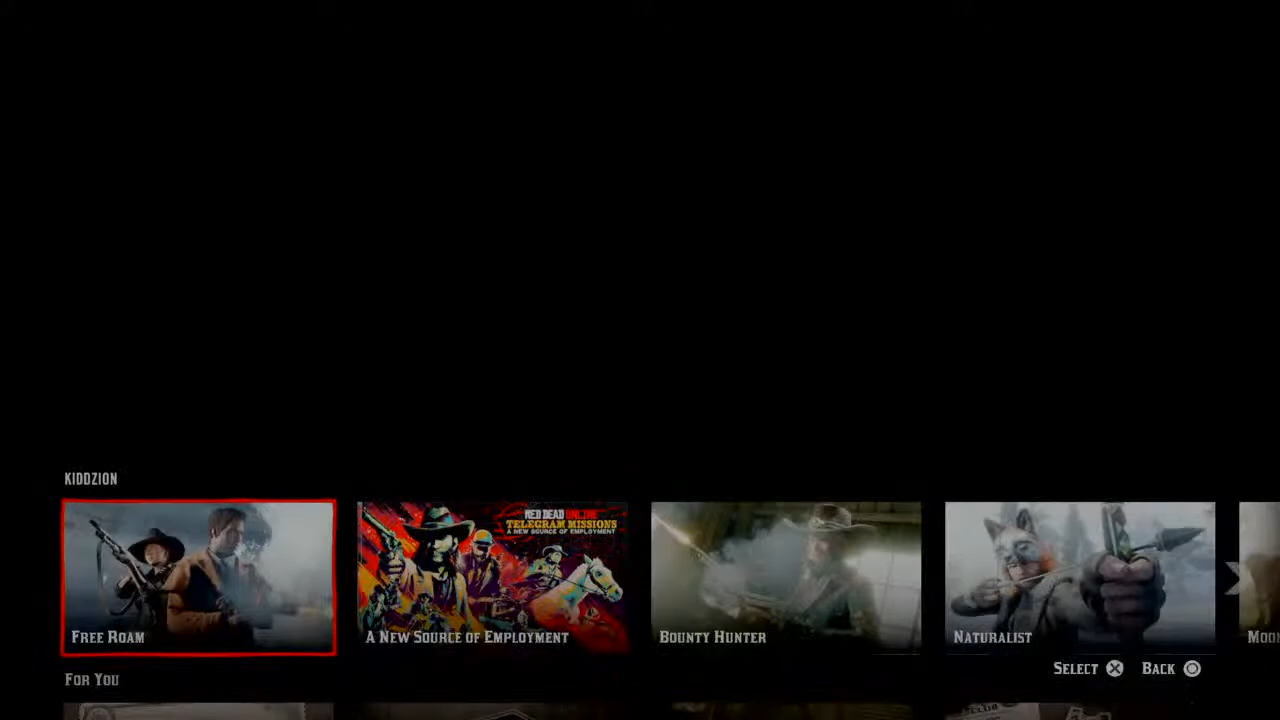 KIDDZION
RED DEAD ONLINE
TELEGRAM MISSIONS
A NEW SOURCE OF EMPLOYMENT
FREE ROAM
A NEW SOURCE OF EMPLOYMENT
BOUNTY HUNTER
NATURALIST
SELECT
BACK
FOR YOU